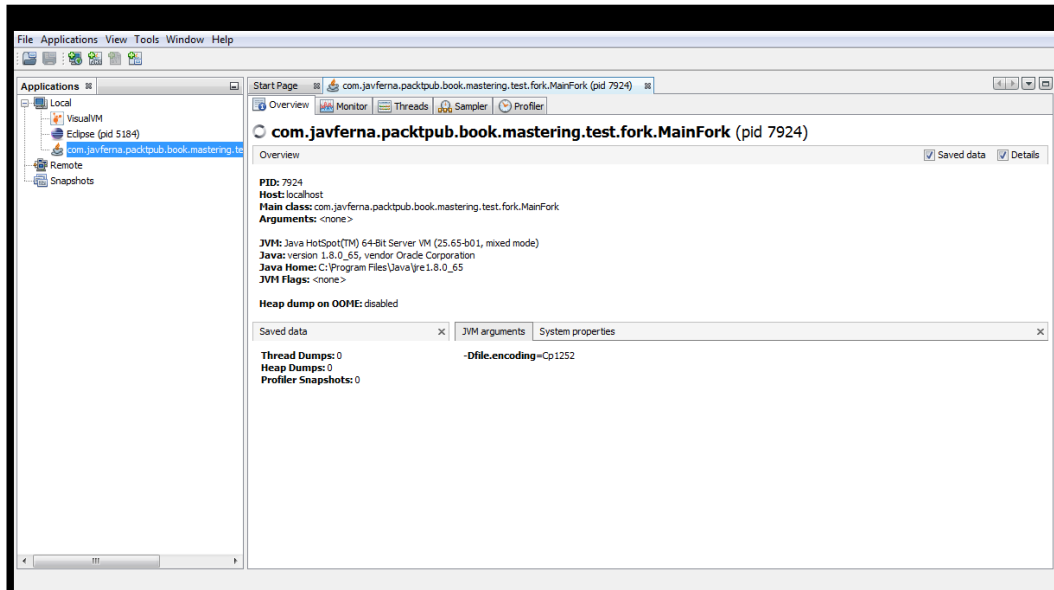 File Applications View Tools Window Help
Applications
Local
VisualVM
Eclipse (pid 5184)
com.javferna.packtpub.book.mastering.te
Remote
Snapshots
Start Page com.javferna.packtpub.book.mastering.test.fork.MainFork (pid 7924)
Overview Monitor Threads Sampler Profiler
com.javferna.packtpub.book.mastering.test.fork.MainFork (pid 7924)
Overview Saved data Details
PID: 7924
Host: localhost
Main class: com.javferna.packtpub.book.mastering.test.fork.MainFork
Arguments: <none>
JVM: Java HotSpot(TM) 64-Bit Server VM (25.65-b01, mixed mode)
Java: version 1.8.0_65, vendor Oracle Corporation
Java Home: C:\Program Files\Java\jre1.8.0_65
JVM Flags: <none>
Heap dump on OOME: disabled
Saved data
Thread Dumps: 0
Heap Dumps: 0
Profiler Snapshots: 0
JVM arguments System properties
-Dfile.encoding=Cp1252